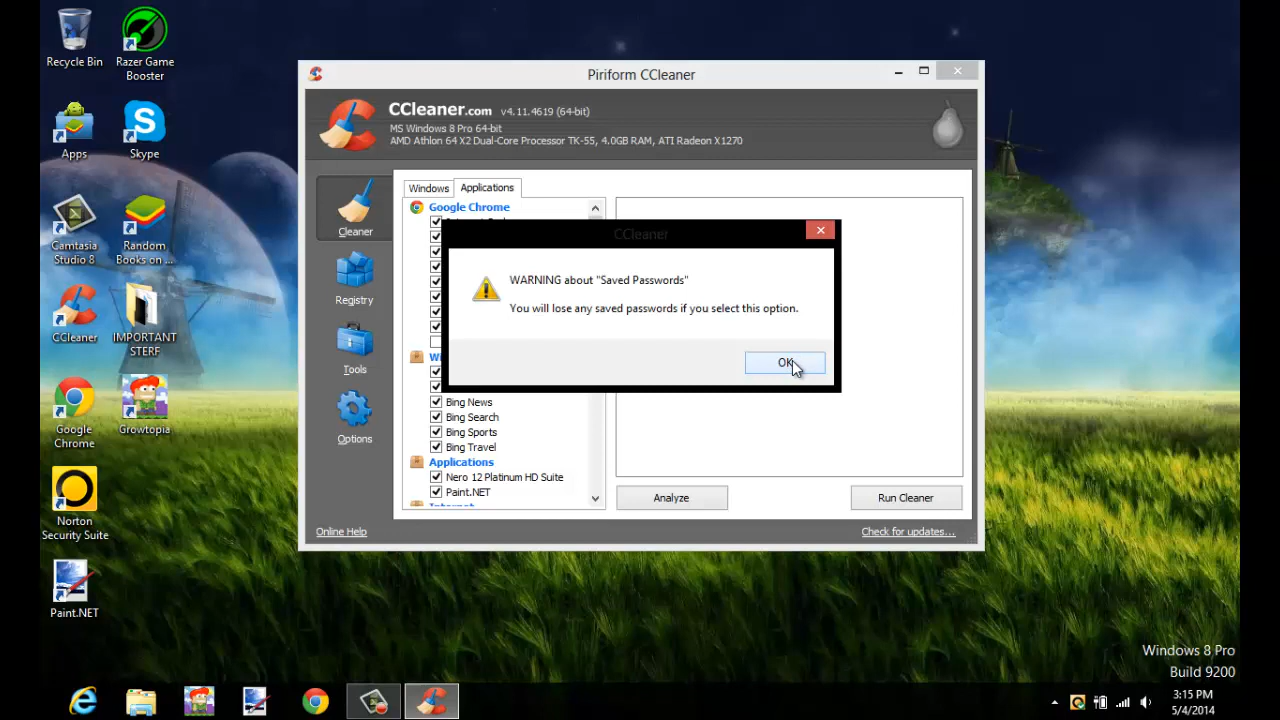 Recycle Bin
Razer Game
Booster
Apps
Skype
Camtasia
Studio 8
Random
Books on ...
CCleaner
IMPORTANT
STERF
Google
Chrome
Growtopia
Norton
Security Suite
Paint.NET
Piriform CCleaner
CCleaner.com v4.11.4619 (64-bit)
MS Windows 8 Pro 64-bit
AMD Athlon 64 X2 Dual-Core Processor TK-55, 4.0GB RAM, ATI Radeon X1270
Cleaner
Registry
Tools
Options
Windows
Applications
Google Chrome
CCleaner
WARNING about "Saved Passwords"
You will lose any saved passwords if you select this option.
OK
Bing News
Bing Search
Bing Sports
Bing Travel
Applications
Nero 12 Platinum HD Suite
Paint.NET
Internet
Analyze
Run Cleaner
Online Help
Check for updates...
Windows 8 Pro
Build 9200
3:15 PM
5/4/2014